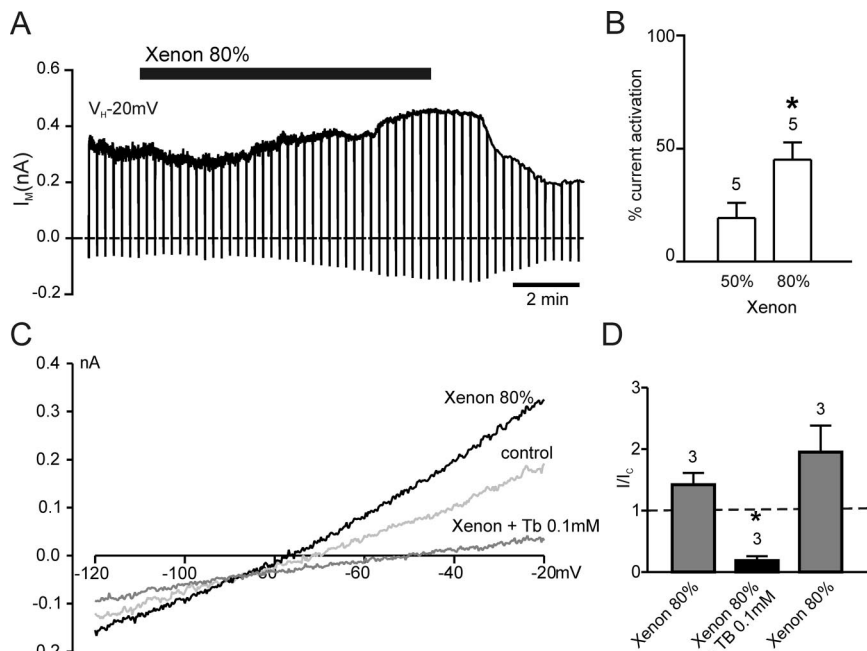 A
Xenon 80%
V_H-20mV
I_M(nA)
0.6
0.4
0.2
0.0
-0.2
2 min
B
% current activation
100
50
0
5
*
5
50% 80%
Xenon
C
nA
0.4
0.3
0.2
0.1
0.0
-0.1
-0.2
Xenon 80%
control
Xenon + Tb 0.1mM
-120 -100 -80 -60 -40 -20mV
D
I/I_C
3
2
1
0
3
*
3
3
Xenon 80%
Xenon 80%
TB 0.1mM
Xenon 80%